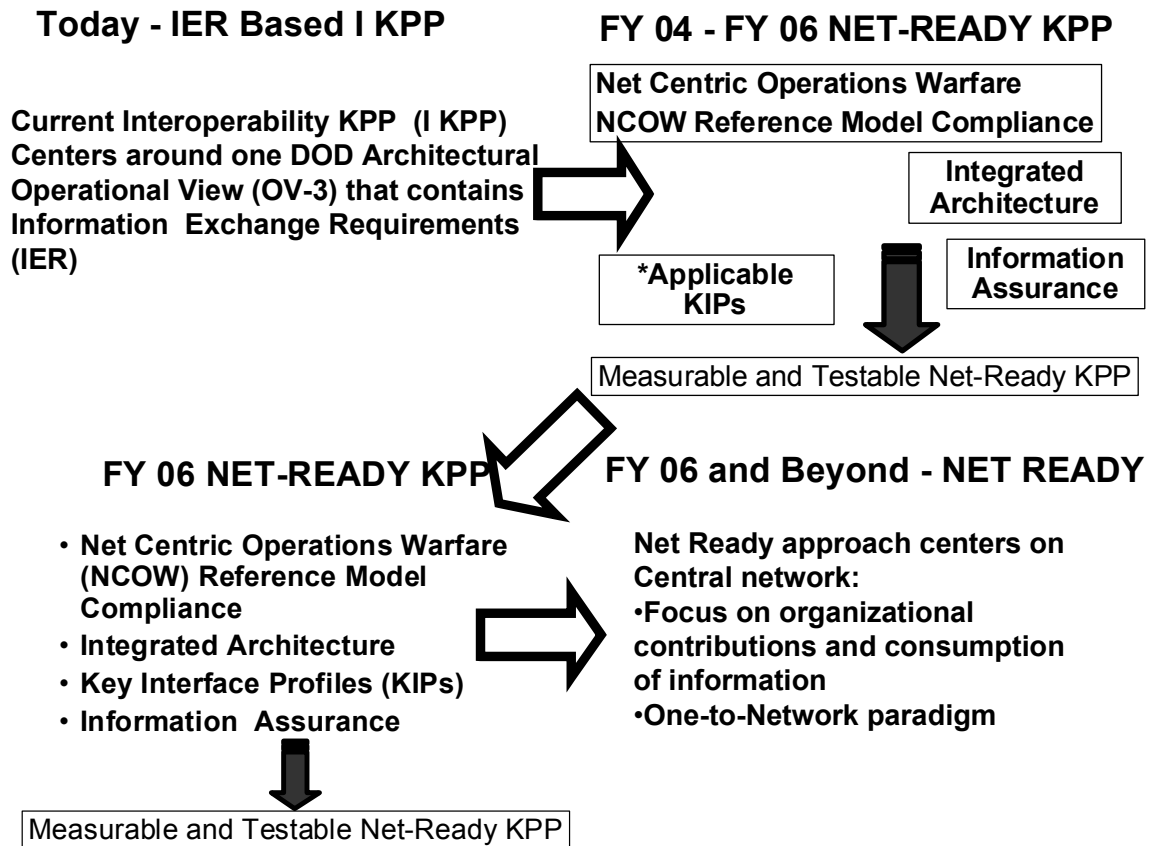 Today - IER Based I KPP
Current Interoperability KPP (I KPP)
Centers around one DOD Architectural
Operational View (OV-3) that contains
Information Exchange Requirements
(IER)
FY 04 - FY 06 NET-READY KPP
Net Centric Operations Warfare
NCOW Reference Model Compliance
Integrated
Architecture
*Applicable
KIPs
Information
Assurance
Measurable and Testable Net-Ready KPP
FY 06 NET-READY KPP
• Net Centric Operations Warfare
(NCOW) Reference Model
Compliance
• Integrated Architecture
• Key Interface Profiles (KIPs)
• Information Assurance
Measurable and Testable Net-Ready KPP
FY 06 and Beyond - NET READY
Net Ready approach centers on
Central network:
•Focus on organizational
contributions and consumption
of information
•One-to-Network paradigm